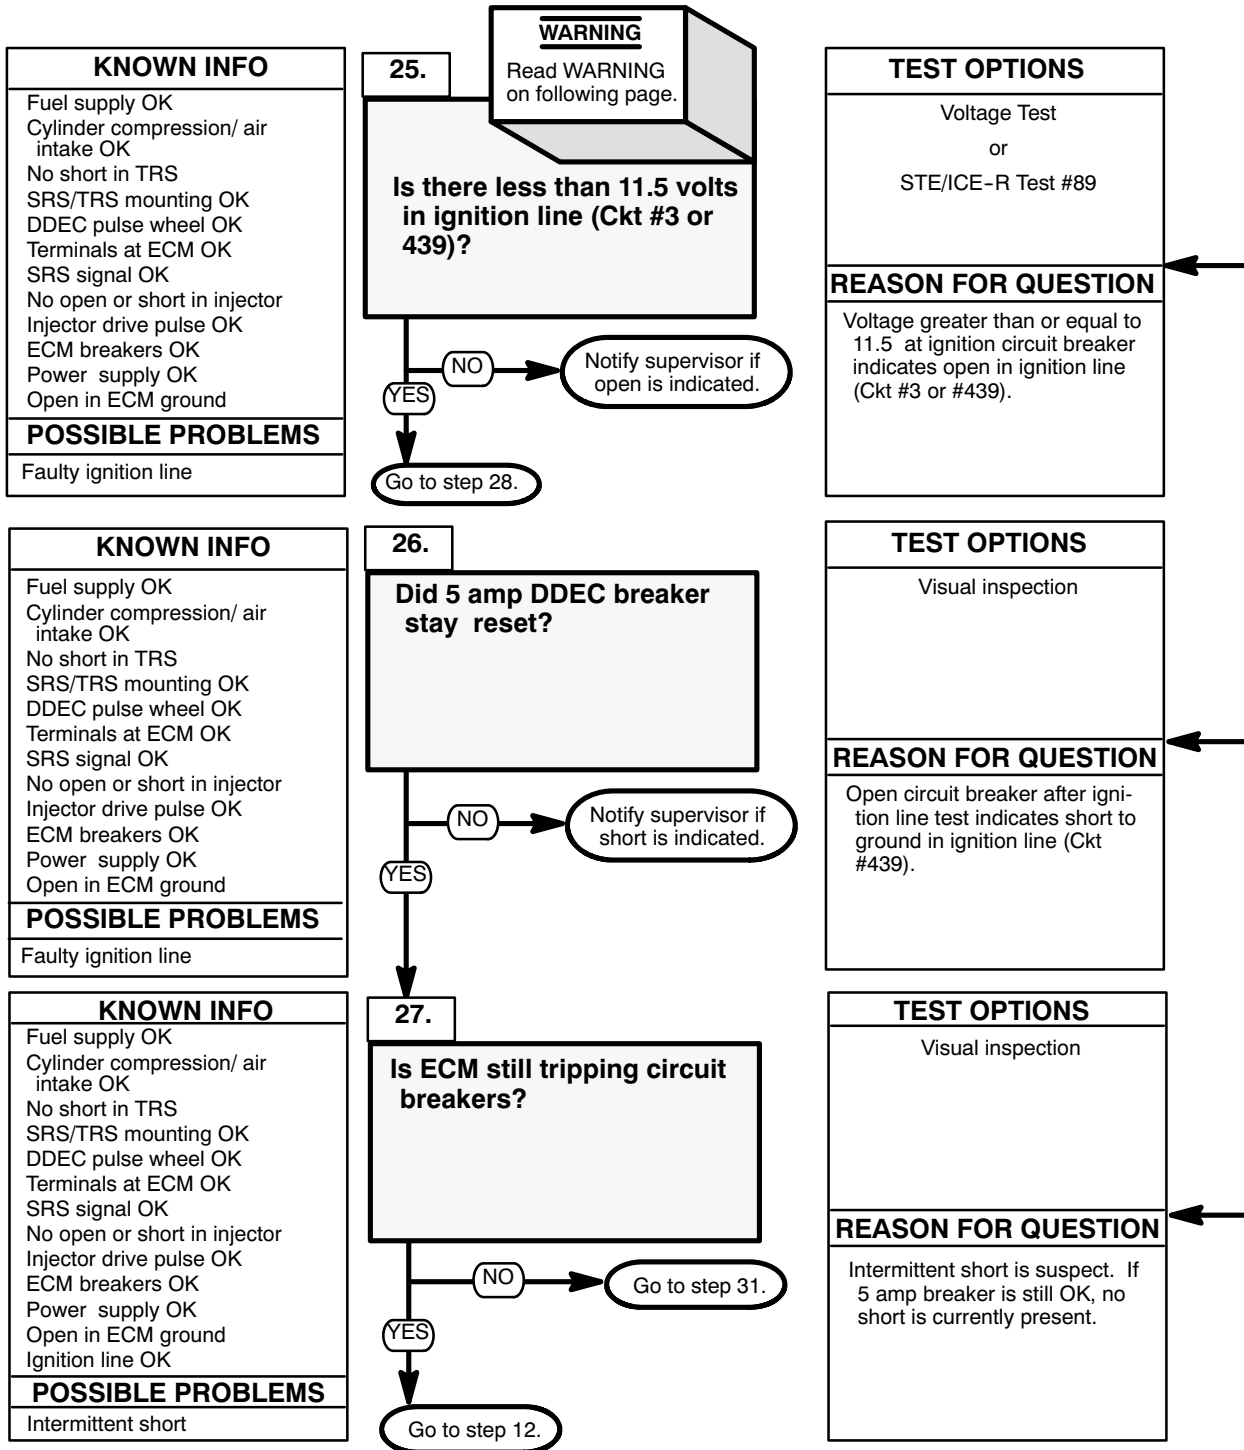 KNOWN INFO
Fuel supply OK
Cylinder compression/ air
intake OK
No short in TRS
SRS/TRS mounting OK
DDEC pulse wheel OK
Terminals at ECM OK
SRS signal OK
No open or short in injector
Injector drive pulse OK
ECM breakers OK
Power supply OK
Open in ECM ground
POSSIBLE PROBLEMS
Faulty ignition line
25.
WARNING
Read WARNING
on following page.
Is there less than 11.5 volts
in ignition line (Ckt #3 or
439)?
NO
Notify supervisor if
open is indicated.
YES
Go to step 28.
TEST OPTIONS
Voltage Test
or
STE/ICE-R Test #89
REASON FOR QUESTION
Voltage greater than or equal to
11.5 at ignition circuit breaker
indicates open in ignition line
(Ckt #3 or #439).
KNOWN INFO
Fuel supply OK
Cylinder compression/ air
intake OK
No short in TRS
SRS/TRS mounting OK
DDEC pulse wheel OK
Terminals at ECM OK
SRS signal OK
No open or short in injector
Injector drive pulse OK
ECM breakers OK
Power supply OK
Open in ECM ground
POSSIBLE PROBLEMS
Faulty ignition line
26.
Did 5 amp DDEC breaker
stay reset?
NO
Notify supervisor if
short is indicated.
YES
TEST OPTIONS
Visual inspection
REASON FOR QUESTION
Open circuit breaker after igni-
tion line test indicates short to
ground in ignition line (Ckt
#439).
KNOWN INFO
Fuel supply OK
Cylinder compression/ air
intake OK
No short in TRS
SRS/TRS mounting OK
DDEC pulse wheel OK
Terminals at ECM OK
SRS signal OK
No open or short in injector
Injector drive pulse OK
ECM breakers OK
Power supply OK
Open in ECM ground
Ignition line OK
POSSIBLE PROBLEMS
Intermittent short
27.
Is ECM still tripping circuit
breakers?
NO
Go to step 31.
YES
Go to step 12.
TEST OPTIONS
Visual inspection
REASON FOR QUESTION
Intermittent short is suspect. If
5 amp breaker is still OK, no
short is currently present.